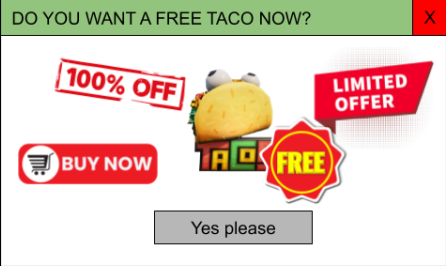 DO YOU WANT A FREE TACO NOW?
X
100% OFF
LIMITED
OFFER
TACO
FREE
BUY NOW
Yes please